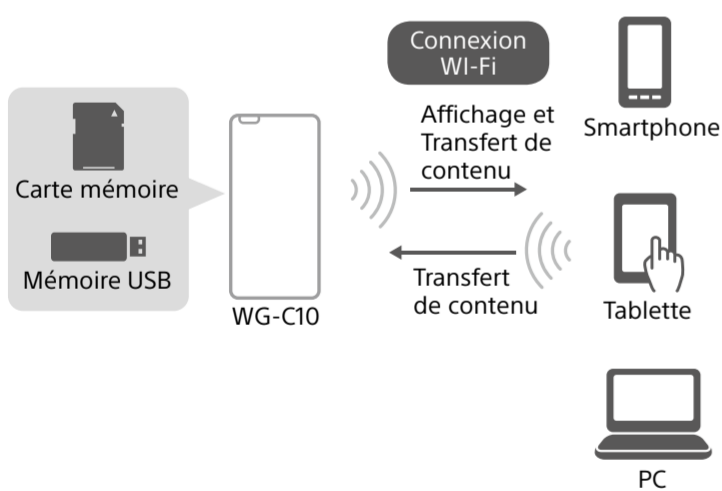 Connexion
WI-Fi
Affichage et
Transfert de
contenu
Smartphone
Carte mémoire
Mémoire USB
WG-C10
Transfert
de contenu
Tablette
PC